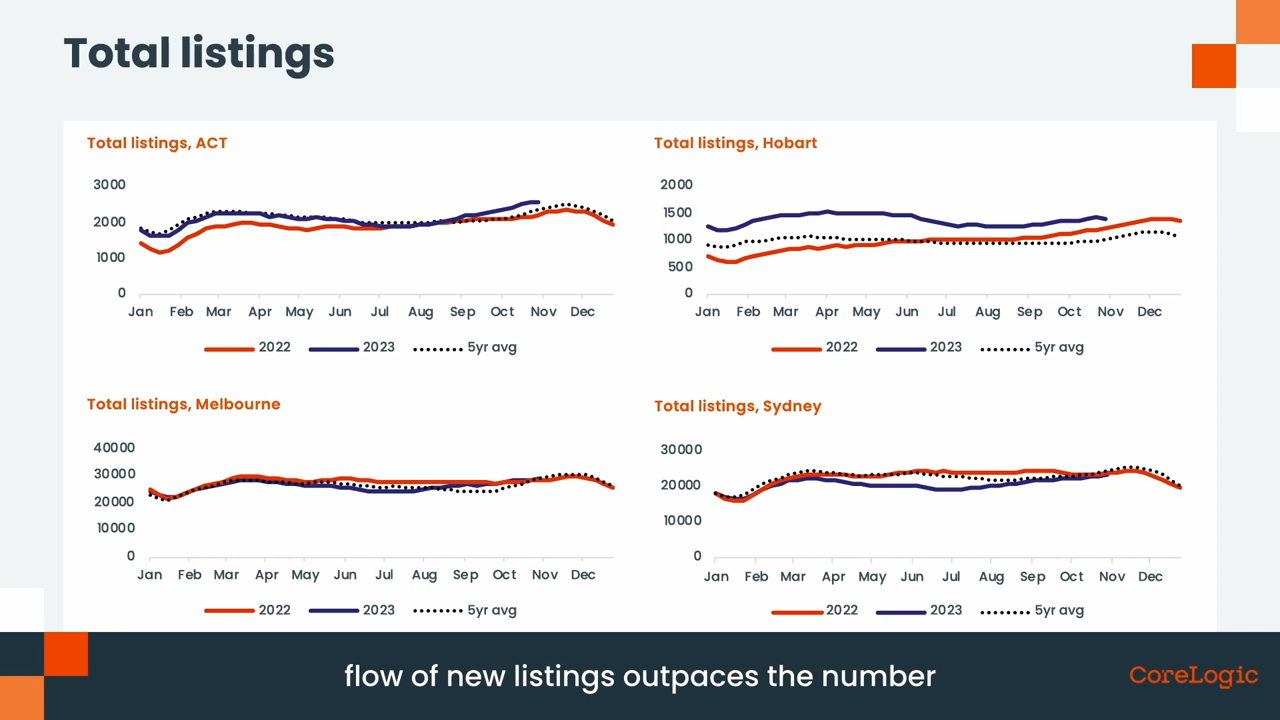 Total listings
Total listings, ACT
3000
2000
1000
0
Jan Feb Mar Apr May Jun Jul Aug Sep Oct Nov Dec
2022 2023 5yr avg
Total listings, Hobart
2000
1500
1000
500
0
Jan Feb Mar Apr May Jun Jul Aug Sep Oct Nov Dec
2022 2023 5yr avg
Total listings, Melbourne
40000
30000
20000
10000
0
Jan Feb Mar Apr May Jun Jul Aug Sep Oct Nov Dec
2022 2023 5yr avg
Total listings, Sydney
30000
20000
10000
0
Jan Feb Mar Apr May Jun Jul Aug Sep Oct Nov Dec
2022 2023 5yr avg
flow of new listings outpaces the number
CoreLogic